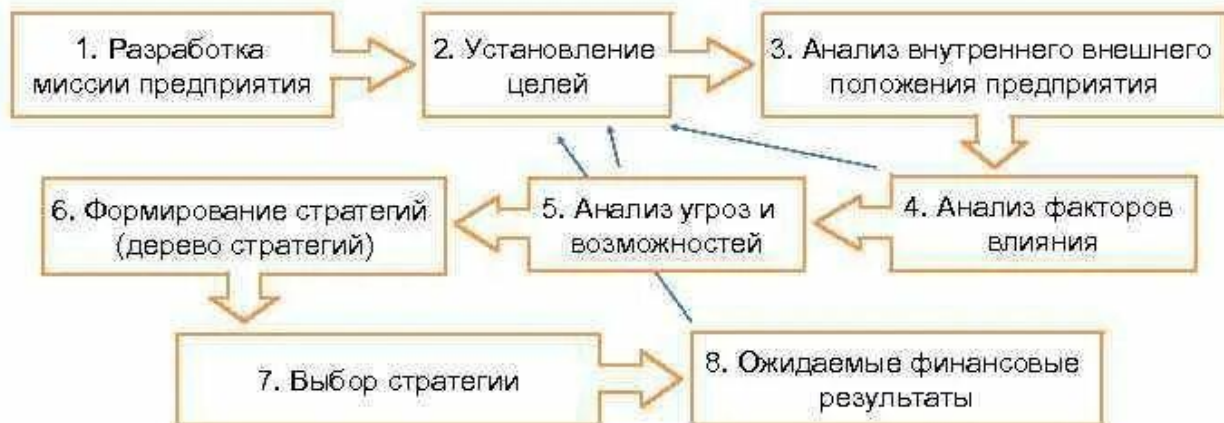 1. Разработка
миссии предприятия
2. Установление
целей
3. Анализ внутреннего внешнего
положения предприятия
4. Анализ факторов
влияния
5. Анализ угроз и
возможностей
6. Формирование стратегий
(дерево стратегий)
7. Выбор стратегии
8. Ожидаемые финансовые
результаты